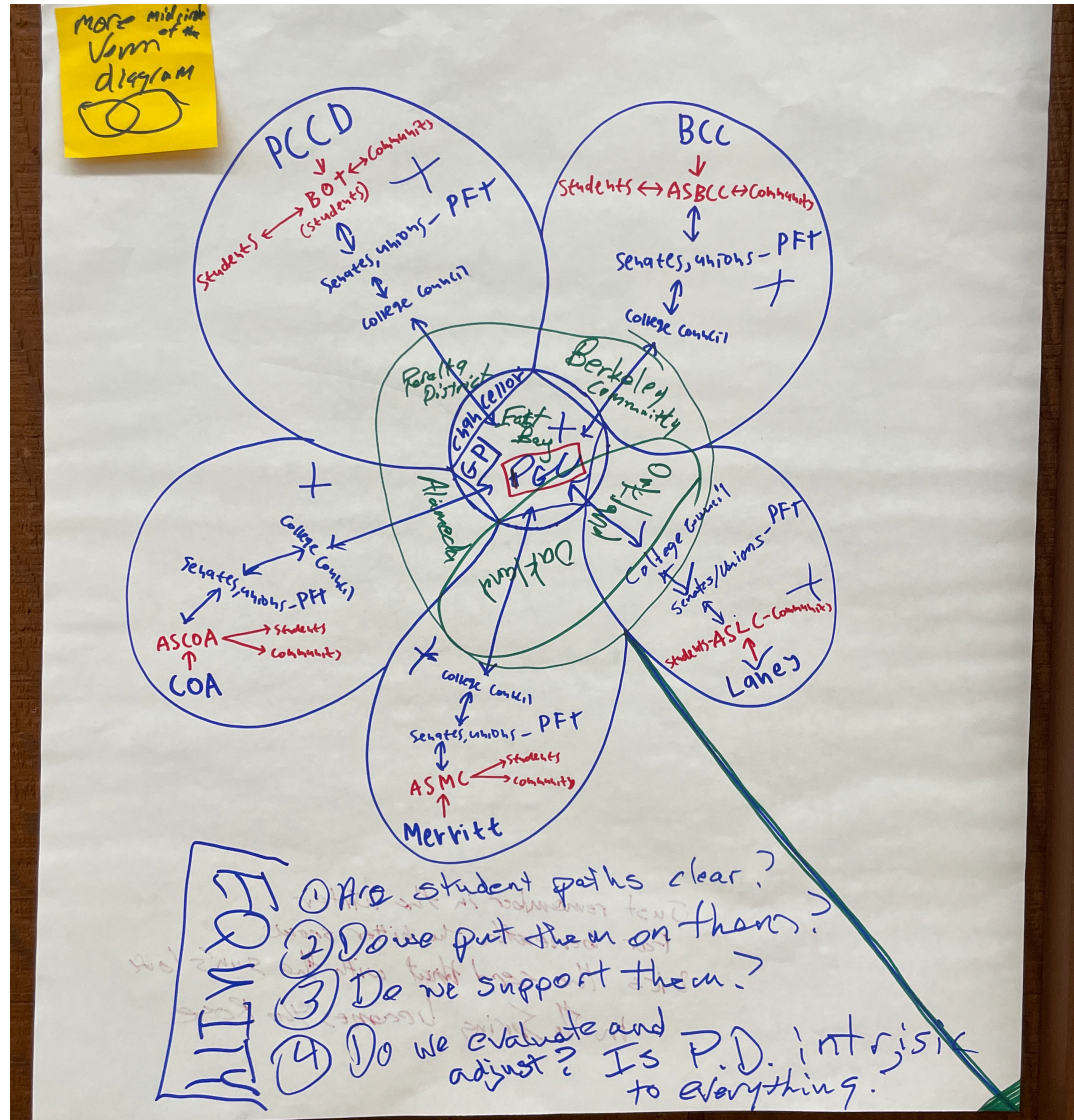 more midcircle
of the
Venn
diagram
PCCD
BOT ↔ Community
(students)
Students
Senates, unions - PFT
College Council
BCC
Students ↔ ASBCC ↔ Community
Senates, unions - PFT
College Council
Peralta
District
Berkeley
Community
Chancellor
East
Bay
GP
PGC
Alameda
Oakland
Oakland
College Council
Senates, unions - PFT
ASCOA
Students
Community
COA
College Council
Senates/Unions - PFT
Students - ASLC - Community
Laney
College Council
Senates, unions - PFT
ASMC
Students
Community
Merritt
EQUITY
① Are student paths clear?
② Do we put them on them?
③ Do we support them?
④ Do we evaluate and
adjust? Is P.D. intrisic
to everything?